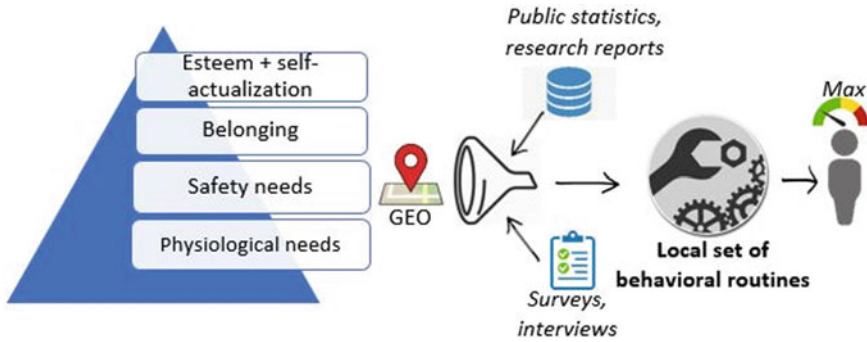 Esteem + self-
actualization
Belonging
Safety needs
Physiological needs
GEO
Public statistics,
research reports
Surveys,
interviews
Local set of
behavioral routines
Max